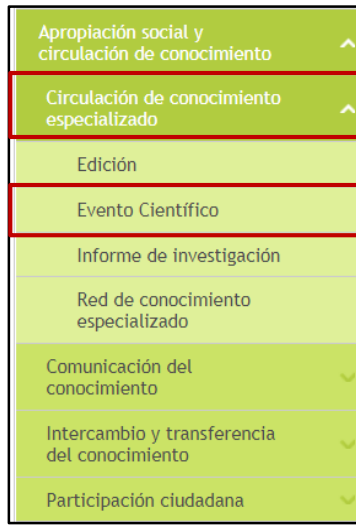 Apropiación social y
circulación de conocimiento
Circulación de conocimiento
especializado
Edición
Evento Científico
Informe de investigación
Red de conocimiento
especializado
Comunicación del
conocimiento
Intercambio y transferencia
del conocimiento
Participación ciudadana